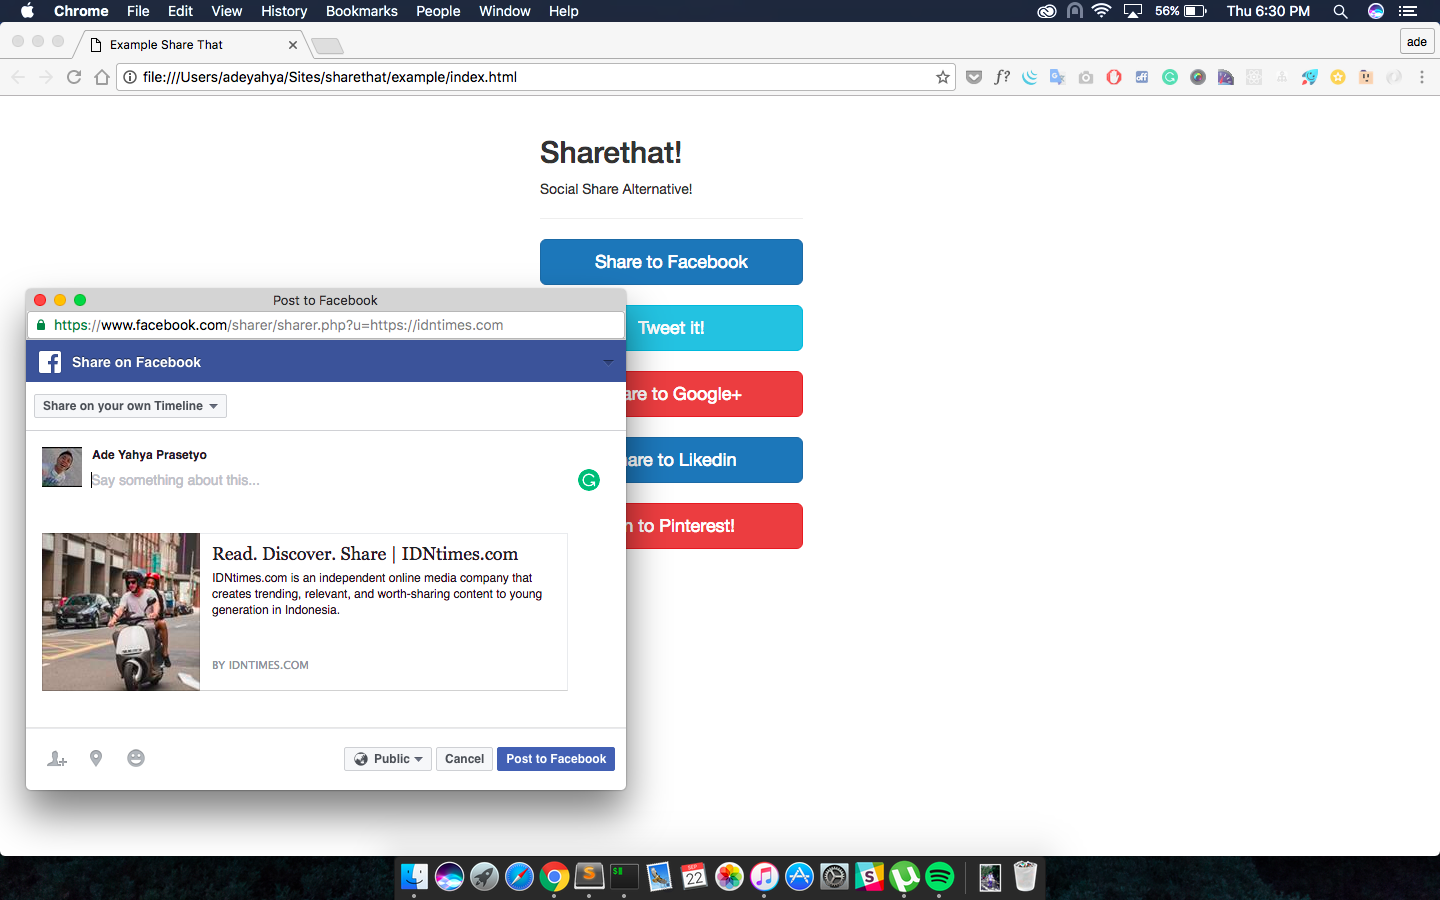 Chrome File Edit View History Bookmarks People Window Help
56% Thu 6:30 PM
Example Share That
ade
file:///Users/adeyahya/Sites/sharethat/example/index.html
f?
off
Sharethat!
Social Share Alternative!
Share to Facebook
Tweet It!
are to Google+
are to Likedin
to Pinterest!
Post to Facebook
https://www.facebook.com/sharer/sharer.php?u=https://idntimes.com
Share on Facebook
Share on your own Timeline
Ade Yahya Prasetyo
Say something about this...
Read. Discover. Share | IDNtimes.com
IDNtimes.com is an independent online media company that
creates trending, relevant, and worth-sharing content to young
generation in Indonesia.
BY IDNTIMES.COM
Public Cancel Post to Facebook
SEP
22